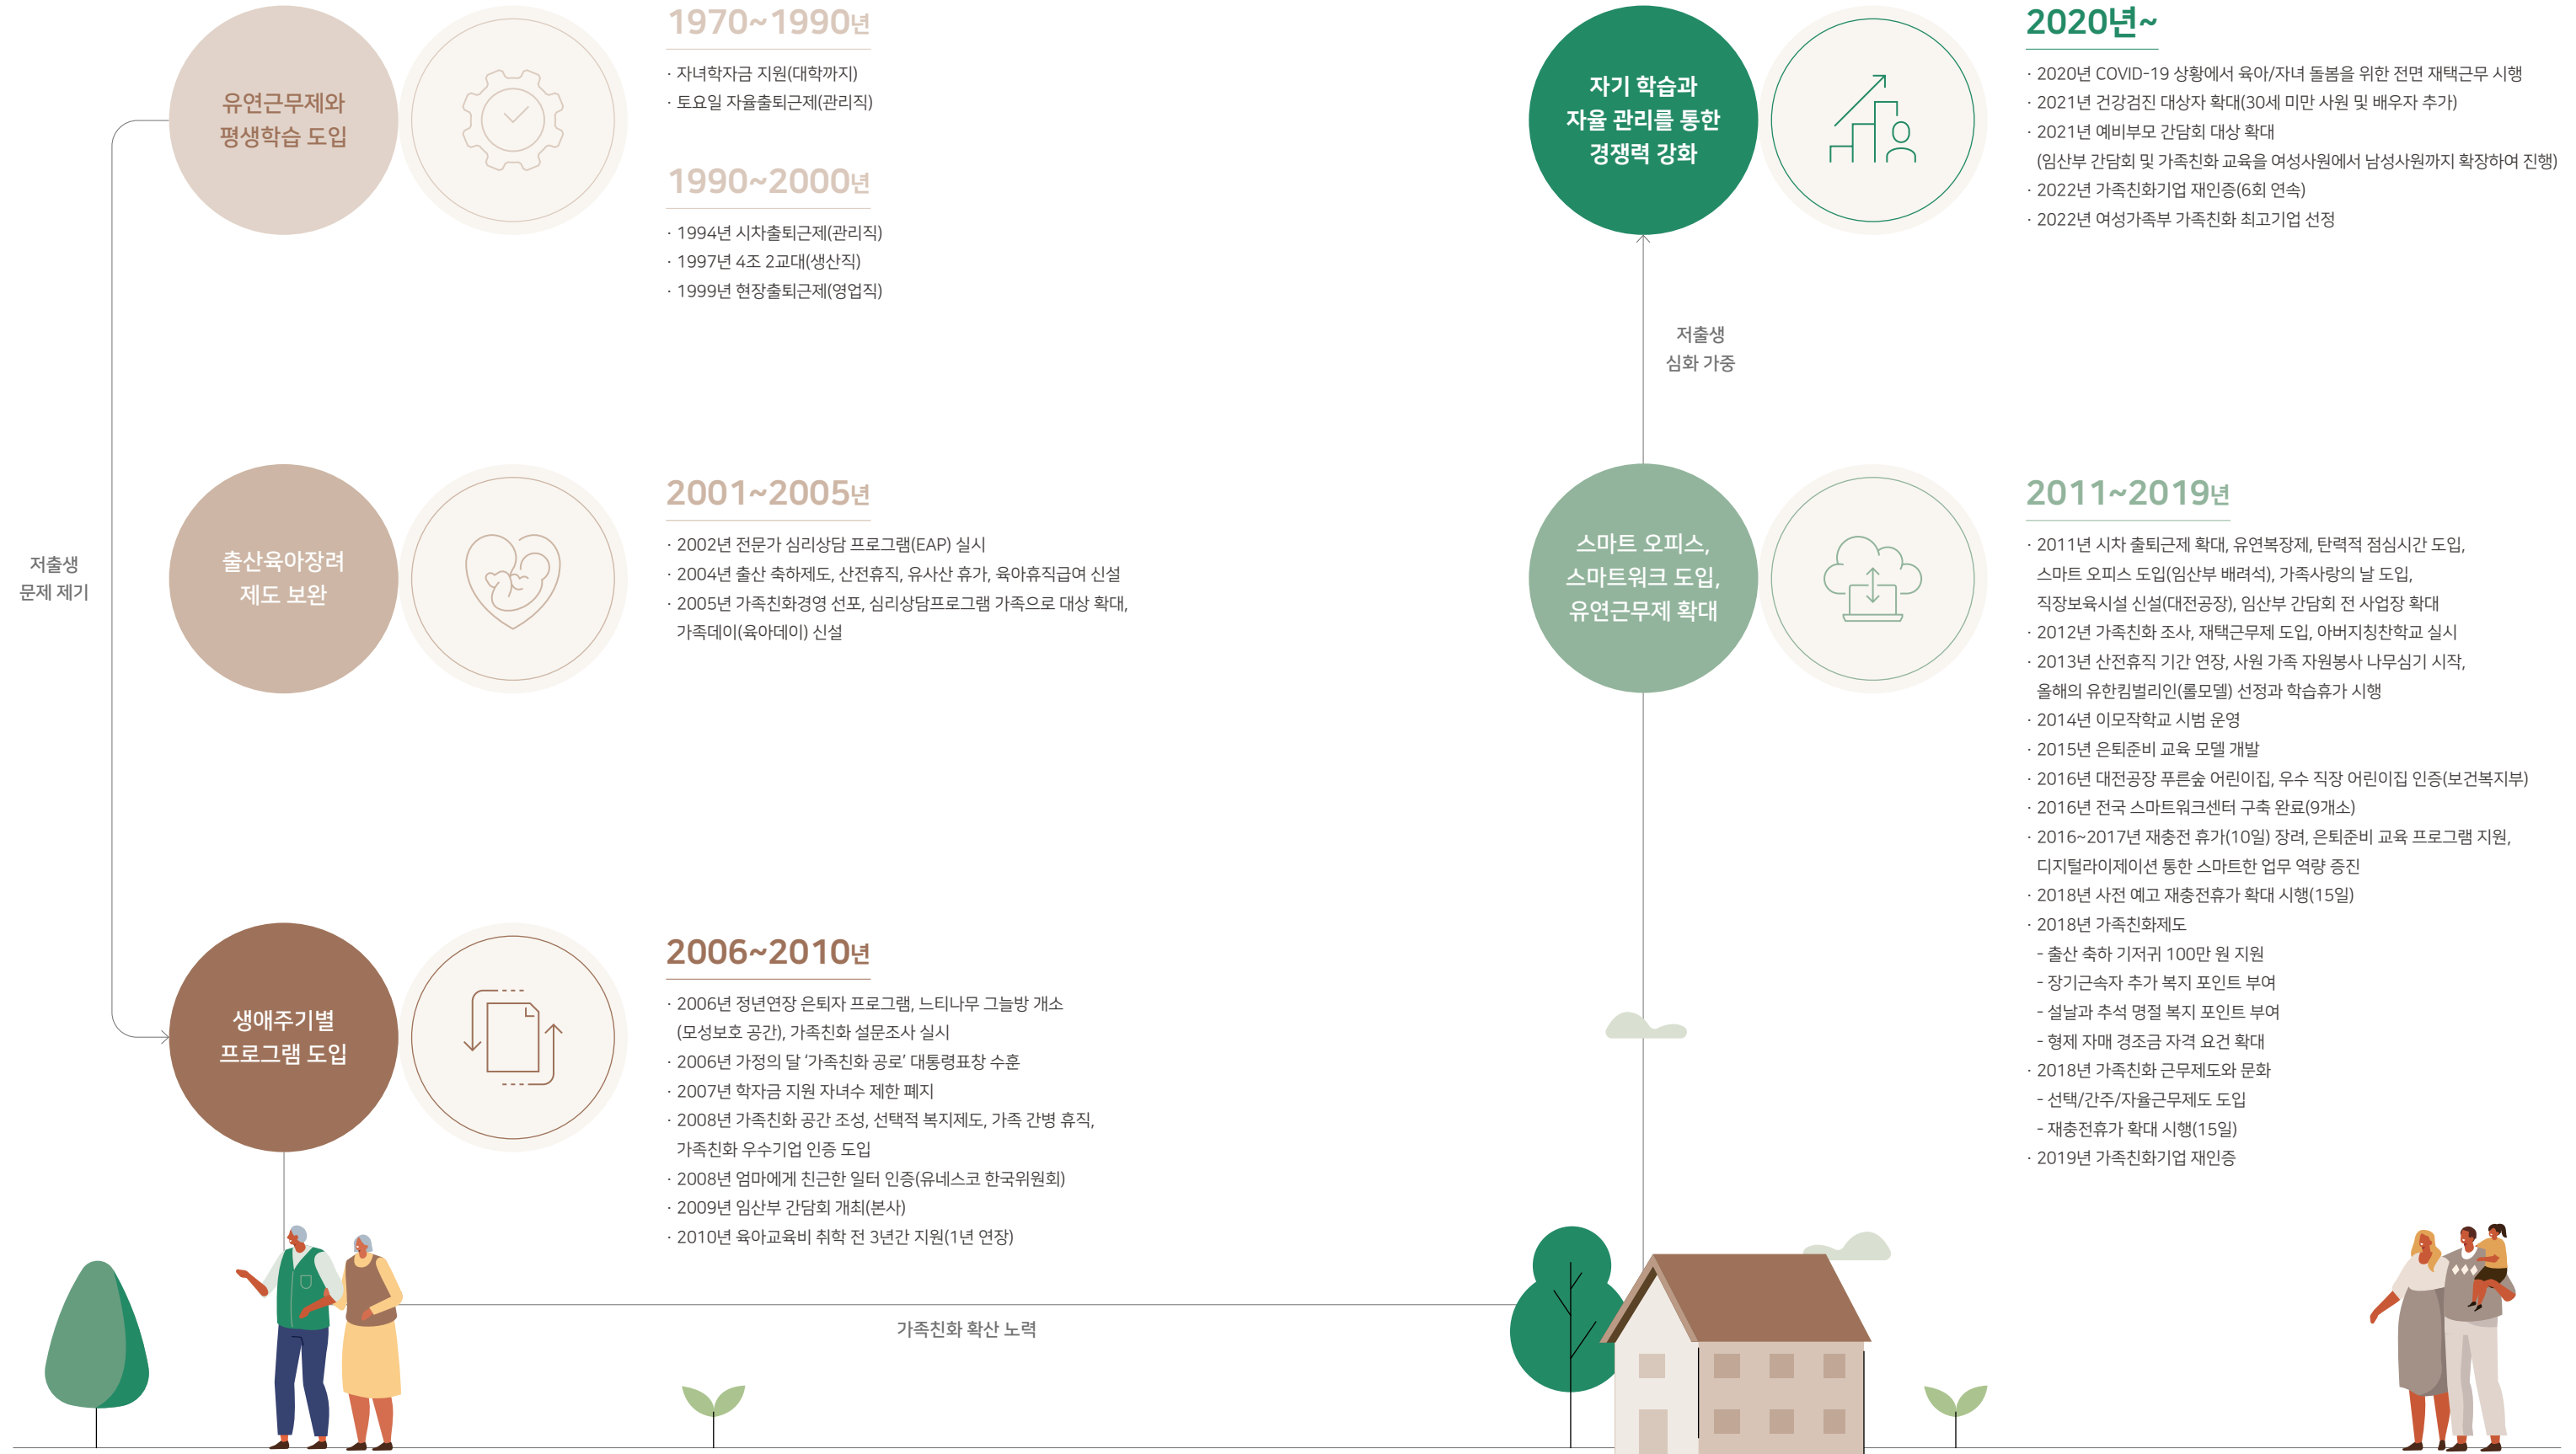 유연근무제와
평생학습 도입
1970~1990년
· 자녀학자금 지원(대학까지)
· 토요일 자율출퇴근제(관리직)
1990~2000년
· 1994년 시차출퇴근제(관리직)
· 1997년 4조 2교대(생산직)
· 1999년 현장출퇴근제(영업직)
저출생
문제 제기
출산육아장려
제도 보완
2001~2005년
· 2002년 전문가 심리상담 프로그램(EAP) 실시
· 2004년 출산 축하제도, 산전휴직, 유사산 휴가, 육아휴직급여 신설
· 2005년 가족친화경영 선포, 심리상담프로그램 가족으로 대상 확대,
가족데이(육아데이) 신설
생애주기별
프로그램 도입
2006~2010년
· 2006년 정년연장 은퇴자 프로그램, 느티나무 그늘방 개소
(모성보호 공간), 가족친화 설문조사 실시
· 2006년 가정의 달 ‘가족친화 공로’ 대통령표창 수훈
· 2007년 학자금 지원 자녀수 제한 폐지
· 2008년 가족친화 공간 조성, 선택적 복지제도, 가족 간병 휴직,
가족친화 우수기업 인증 도입
· 2008년 엄마에게 친근한 일터 인증(유네스코 한국위원회)
· 2009년 임산부 간담회 개최(본사)
· 2010년 육아교육비 취학 전 3년간 지원(1년 연장)
가족친화 확산 노력
스마트 오피스,
스마트워크 도입,
유연근무제 확대
2011~2019년
· 2011년 시차 출퇴근제 확대, 유연복장제, 탄력적 점심시간 도입,
스마트 오피스 도입(임산부 배려석), 가족사랑의 날 도입,
직장보육시설 신설(대전공장), 임산부 간담회 전 사업장 확대
· 2012년 가족친화 조사, 재택근무제 도입, 아버지칭찬학교 실시
· 2013년 산전휴직 기간 연장, 사원 가족 자원봉사 나무심기 시작,
올해의 유한킴벌리인(롤모델) 선정과 학습휴가 시행
· 2014년 이모작학교 시범 운영
· 2015년 은퇴준비 교육 모델 개발
· 2016년 대전공장 푸른숲 어린이집, 우수 직장 어린이집 인증(보건복지부)
· 2016년 전국 스마트워크센터 구축 완료(9개소)
· 2016~2017년 재충전 휴가(10일) 장려, 은퇴준비 교육 프로그램 지원,
디지털라이제이션 통한 스마트한 업무 역량 증진
· 2018년 사전 예고 재충전휴가 확대 시행(15일)
· 2018년 가족친화제도
- 출산 축하 기저귀 100만 원 지원
- 장기근속자 추가 복지 포인트 부여
- 설날과 추석 명절 복지 포인트 부여
- 형제 자매 경조금 자격 요건 확대
· 2018년 가족친화 근무제도와 문화
- 선택/간주/자율근무제도 도입
- 재충전휴가 확대 시행(15일)
· 2019년 가족친화기업 재인증
저출생
심화 가중
자기 학습과
자율 관리를 통한
경쟁력 강화
2020년~
· 2020년 COVID-19 상황에서 육아/자녀 돌봄을 위한 전면 재택근무 시행
· 2021년 건강검진 대상자 확대(30세 미만 사원 및 배우자 추가)
· 2021년 예비부모 간담회 대상 확대
(임산부 간담회 및 가족친화 교육을 여성사원에서 남성사원까지 확장하여 진행)
· 2022년 가족친화기업 재인증(6회 연속)
· 2022년 여성가족부 가족친화 최고기업 선정